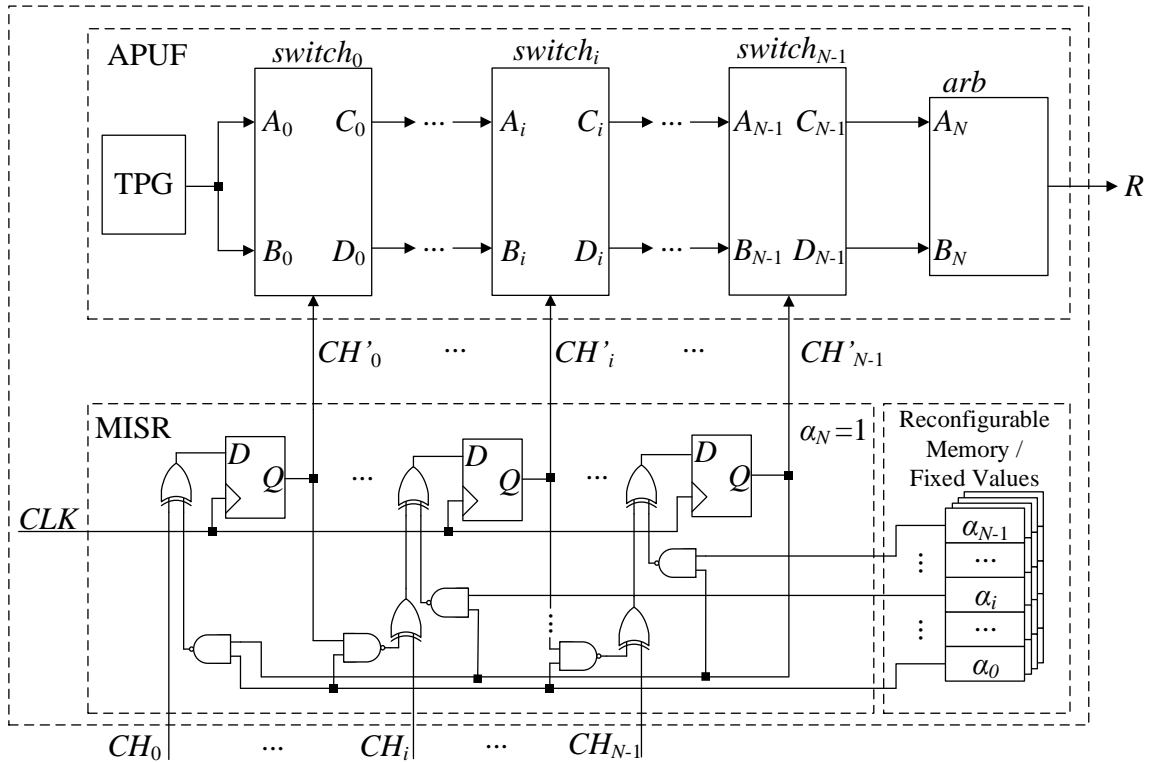 APUF
switch0 switchi switchN-1
arb
A0 C0 ··· Ai Ci ··· AN-1 CN-1 AN
TPG
R
B0 D0 ··· Bi Di ··· BN-1 DN-1 BN
CH’0 ··· CH’i ··· CH’N-1
MISR
αN =1
Reconfigurable
Memory /
Fixed Values
D D D
Q ··· Q ··· Q
CLK
αN-1
··· ···
αi
··· ··· ···
α0
CH0 ··· CHi ··· CHN-1